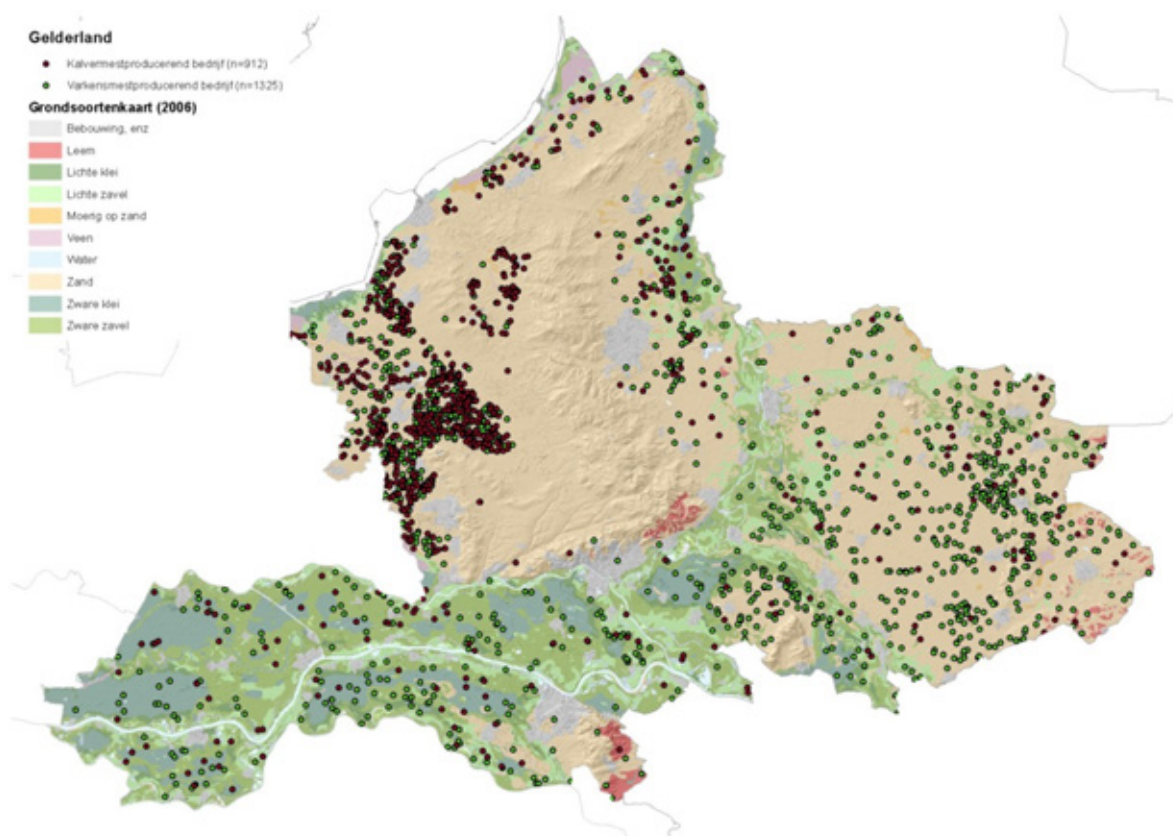 Gelderland
Kalvermestproducerend bedrijf (n=912)
Varkensmestproducerend bedrijf (n=1325)
Grondsoortenkaart (2006)
Bebouwing, enz
Leem
Lichte klei
Lichte zavel
Moerig op zand
Veen
Water
Zand
Zware klei
Zware zavel